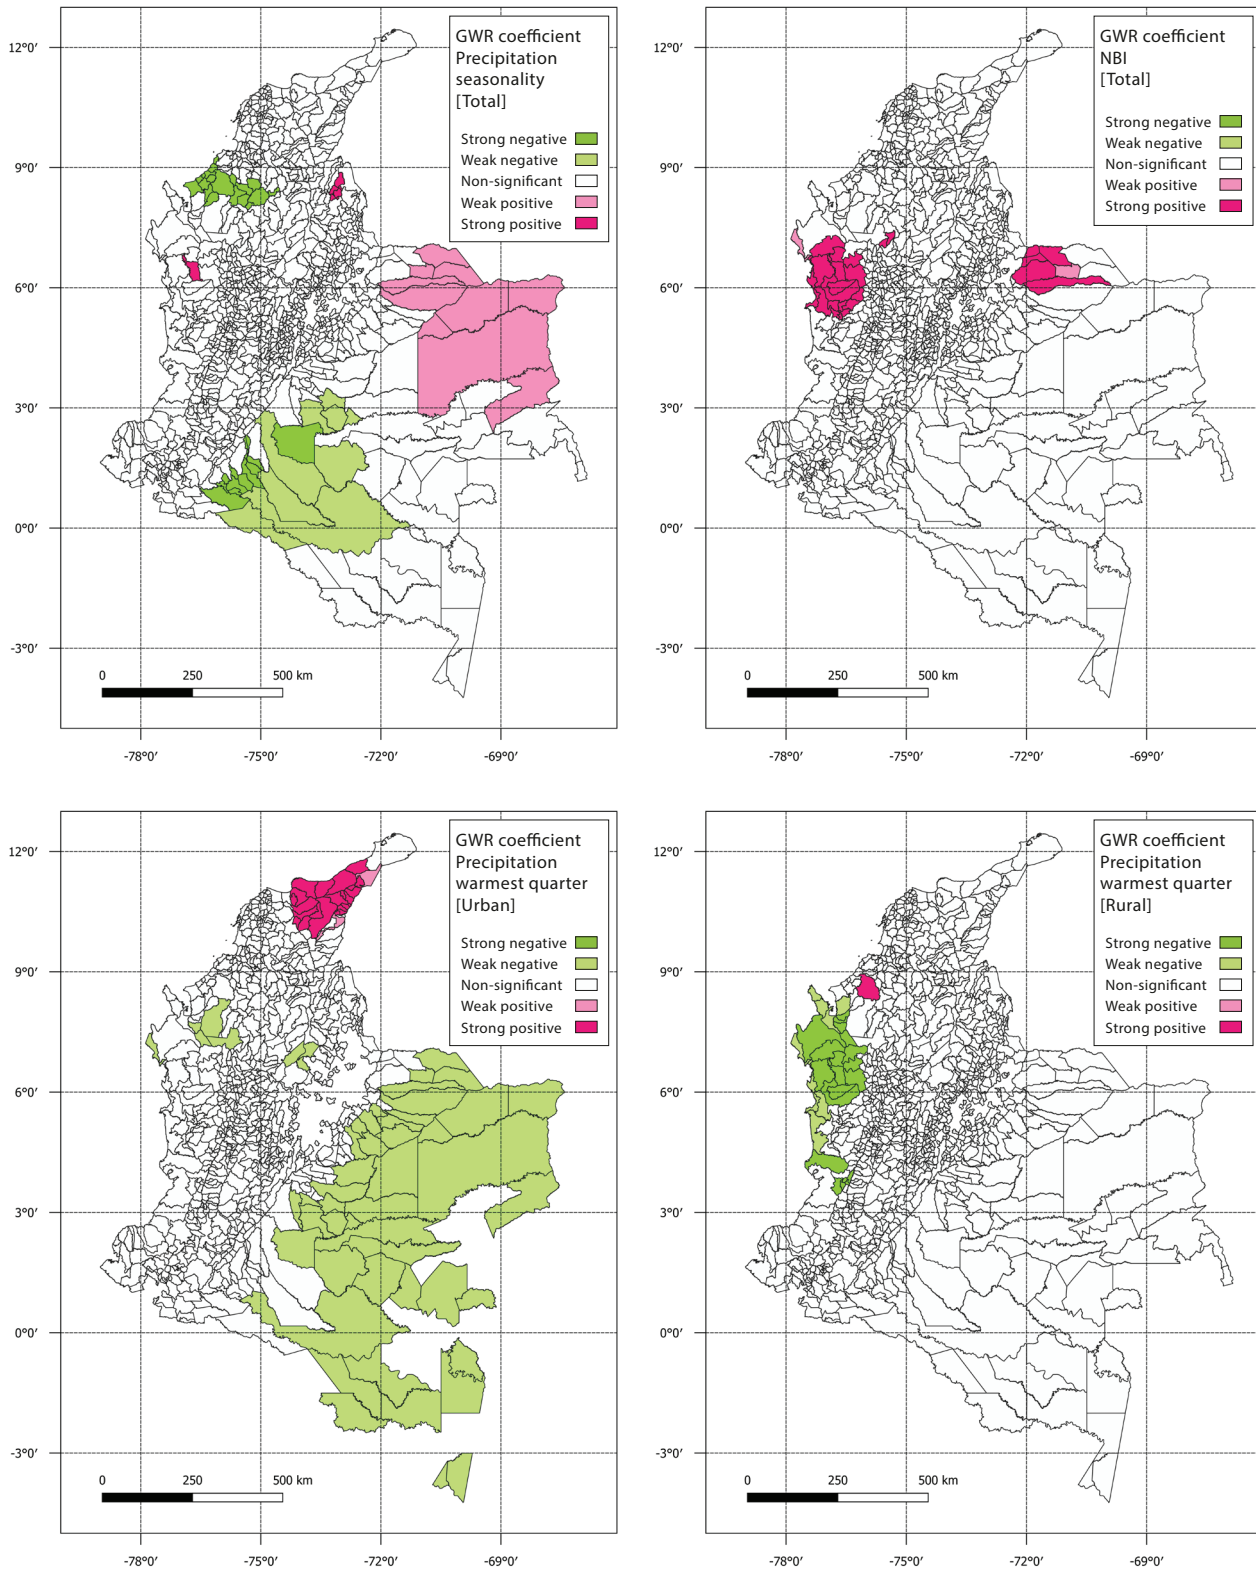 GWR coefficient
Precipitation
seasonality
[Total]
Strong negative
Weak negative
Non-significant
Weak positive
Strong positive
12°0′
9°0′
6°0′
3°0′
0°0′
-3°0′
0 250 500 km
-78°0′ -75°0′ -72°0′ -69°0′
GWR coefficient
NBI
[Total]
Strong negative
Weak negative
Non-significant
Weak positive
Strong positive
12°0′
9°0′
6°0′
3°0′
0°0′
-3°0′
0 250 500 km
-78°0′ -75°0′ -72°0′ -69°0′
GWR coefficient
Precipitation
warmest quarter
[Urban]
Strong negative
Weak negative
Non-significant
Weak positive
Strong positive
12°0′
9°0′
6°0′
3°0′
0°0′
-3°0′
0 250 500 km
-78°0′ -75°0′ -72°0′ -69°0′
GWR coefficient
Precipitation
warmest quarter
[Rural]
Strong negative
Weak negative
Non-significant
Weak positive
Strong positive
12°0′
9°0′
6°0′
3°0′
0°0′
-3°0′
0 250 500 km
-78°0′ -75°0′ -72°0′ -69°0′